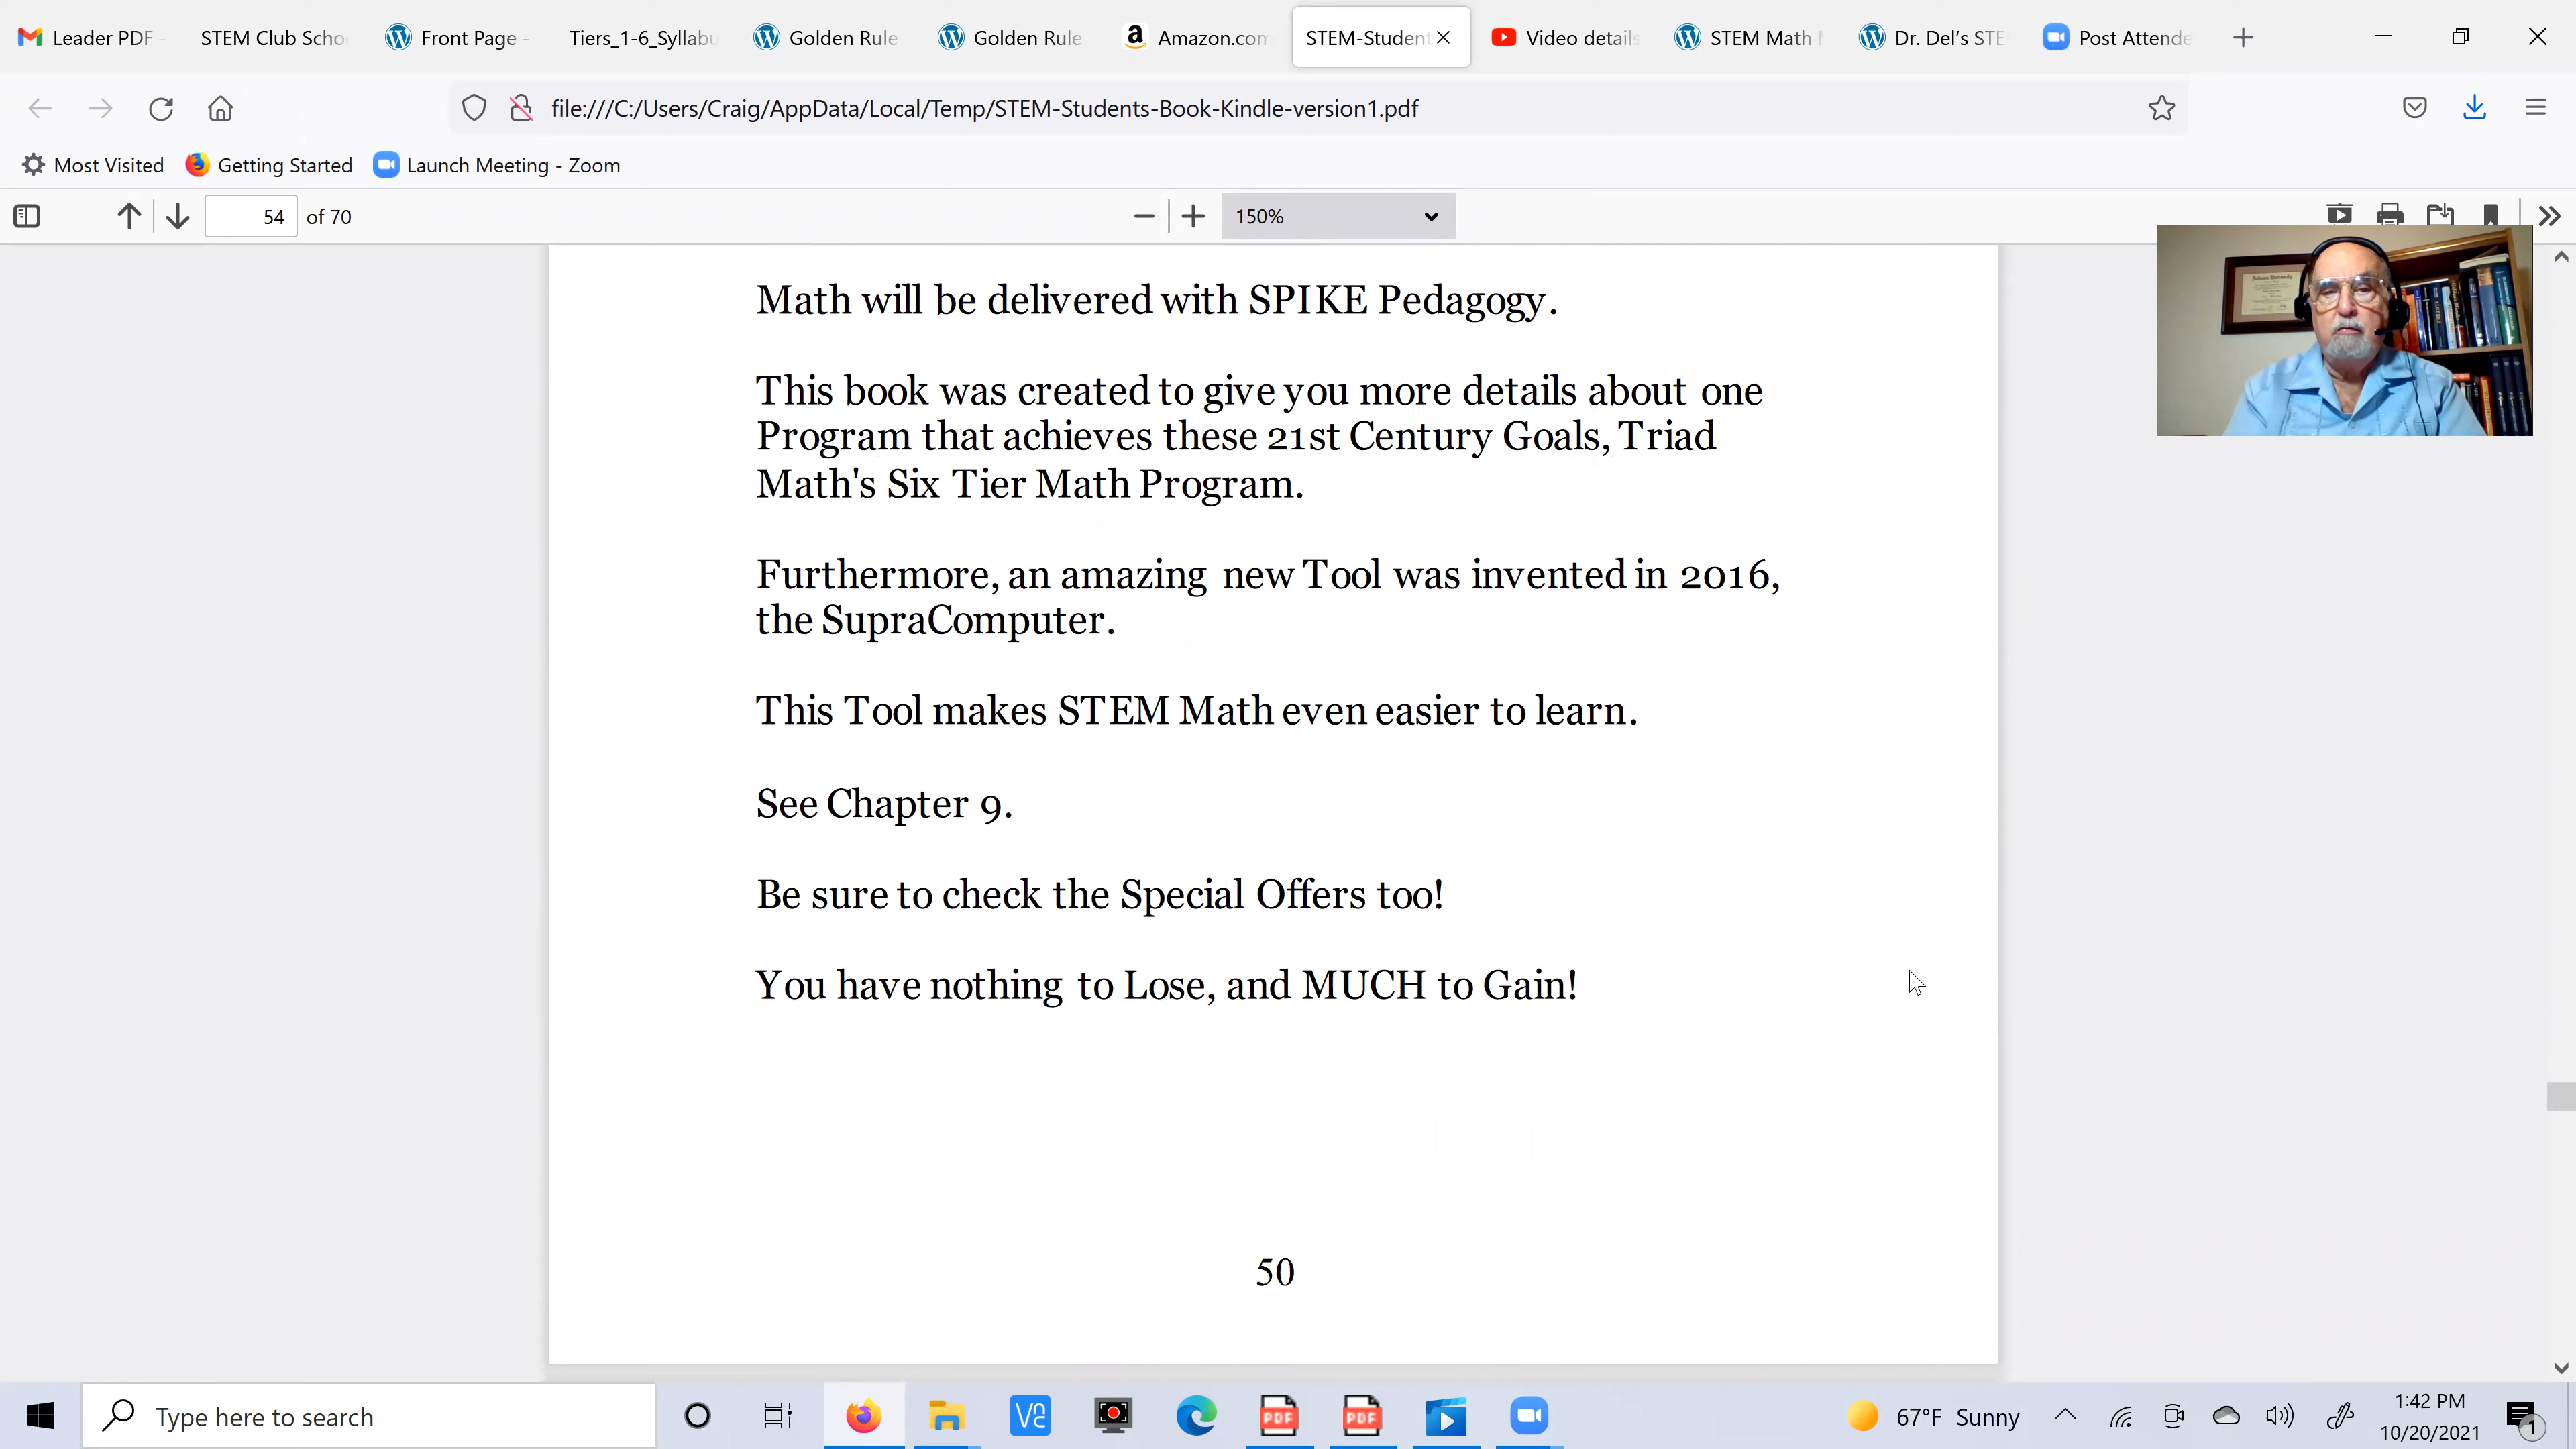 Leader PDF -
STEM Club Scho
Front Page -
Tiers_1-6_Syllabu
Golden Rule
Golden Rule
Amazon.com
STEM-Student
Video details
STEM Math M
Dr. Del's STE
Post Attende
file:///C:/Users/Craig/AppData/Local/Temp/STEM-Students-Book-Kindle-version1.pdf
Most Visited
Getting Started
Launch Meeting - Zoom
54 of 70
150%
Math will be delivered with SPIKE Pedagogy.
This book was created to give you more details about one
Program that achieves these 21st Century Goals, Triad
Math's Six Tier Math Program.
Furthermore, an amazing new Tool was invented in 2016,
the SupraComputer.
This Tool makes STEM Math even easier to learn.
See Chapter 9.
Be sure to check the Special Offers too!
You have nothing to Lose, and MUCH to Gain!
50
Type here to search
PDF
PDF
67°F Sunny
1:42 PM
10/20/2021
1